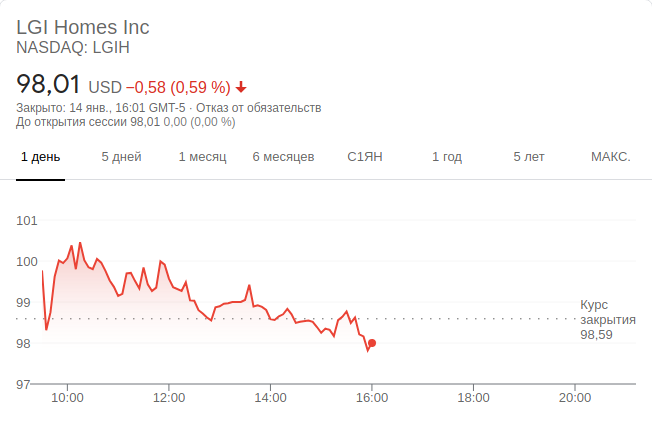 LGI Homes Inc
NASDAQ: LGIH
98,01 USD −0,58 (0,59 %)
Закрыто: 14 янв., 16:01 GMT-5 · Отказ от обязательств
До открытия сессии 98,01 0,00 (0,00 %)
1 день 5 дней 1 месяц 6 месяцев С1ЯН 1 год 5 лет МАКС.
101
100
99
98
97
Курс
закрытия
98,59
10:00 12:00 14:00 16:00 18:00 20:00